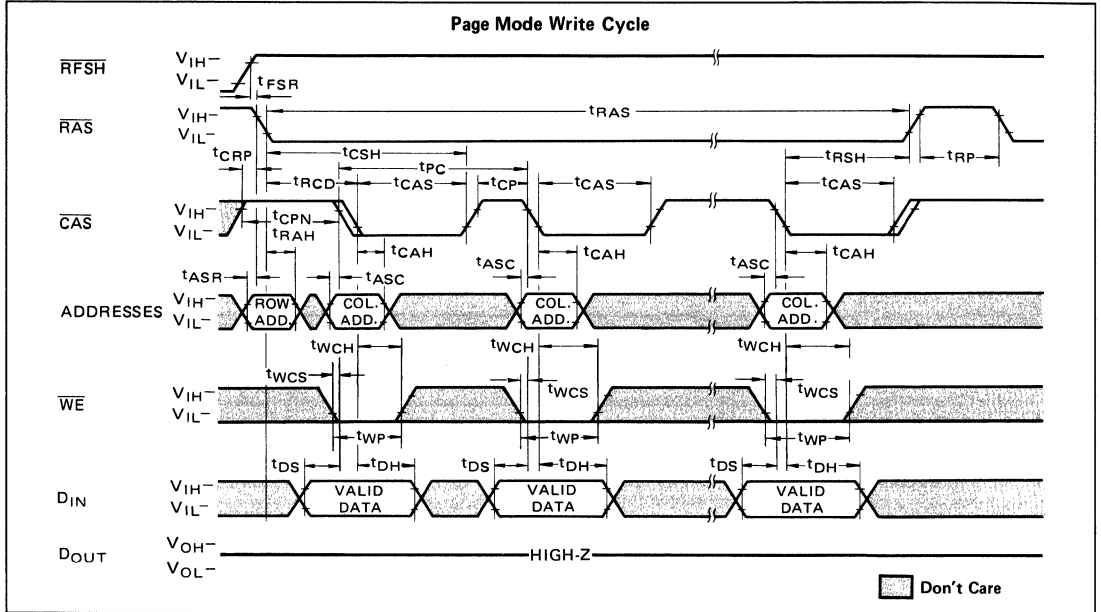 Page Mode Write Cycle
RFSH
VIH−
VIL−
tFSR
RAS
VIH−
VIL−
tRAS
tCRP
tCSH
tPC
tRSH
tRP
tRCD
tCAS
tCP
tCAS
tCAS
CAS
VIH−
VIL−
tCPN
tRAH
tCAH
tCAH
tCAH
tASR
tASC
tASC
tASC
ADDRESSES
VIH−
VIL−
ROW ADD.
COL. ADD.
COL. ADD.
COL. ADD.
tWCH
tWCH
tWCH
tWCS
tWCS
tWCS
WE
VIH−
VIL−
tWP
tWP
tWP
tDS
tDH
tDS
tDH
tDS
tDH
DIN
VIH−
VIL−
VALID DATA
VALID DATA
VALID DATA
DOUT
VOH−
VOL−
HIGH-Z
Don't Care